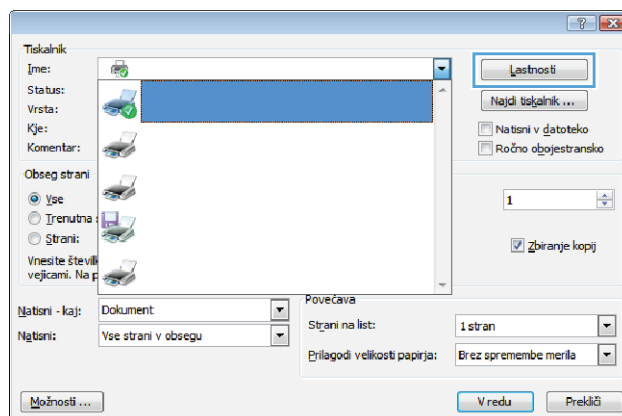 Tiskalnik
Ime:
Lastnosti
Status:
Vrsta:
Najdi tiskalnik ...
Kje:
Natisni v datoteko
Komentar:
Ročno obojestransko
Obseg strani
Vse
1
Trenutna
Strani:
Zbiranje kopij
Vnesite števil
vejicami. Na p
Povečava
Natisni - kaj:
Dokument
Strani na list:
1 stran
Natisni:
Vse strani v obsegu
Prilagodi velikosti papirja:
Brez spremembe merila
Možnosti ...
V redu
Prekliči